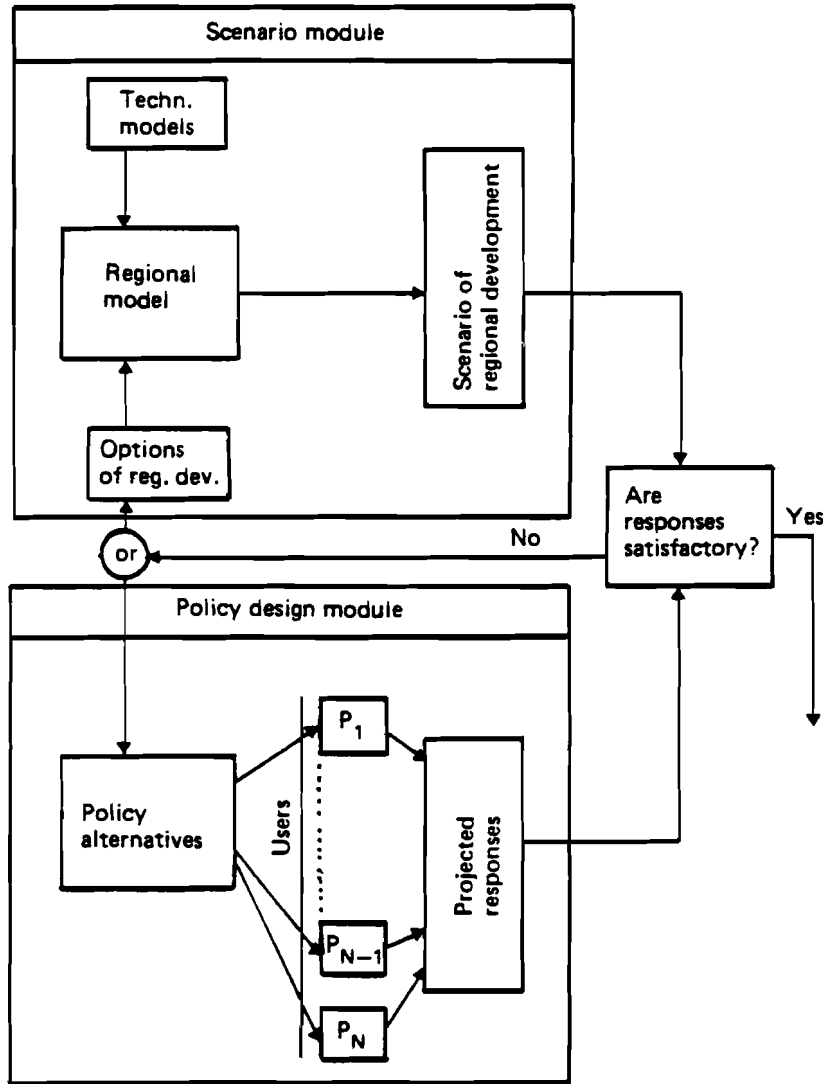 Scenario module
Techn.
models
Regional
model
Scenario of
regional development
Options
of reg. dev.
Are
responses
satisfactory?
Yes
No
or
Policy design module
Policy
alternatives
Users
P1
PN–1
PN
Projected
responses